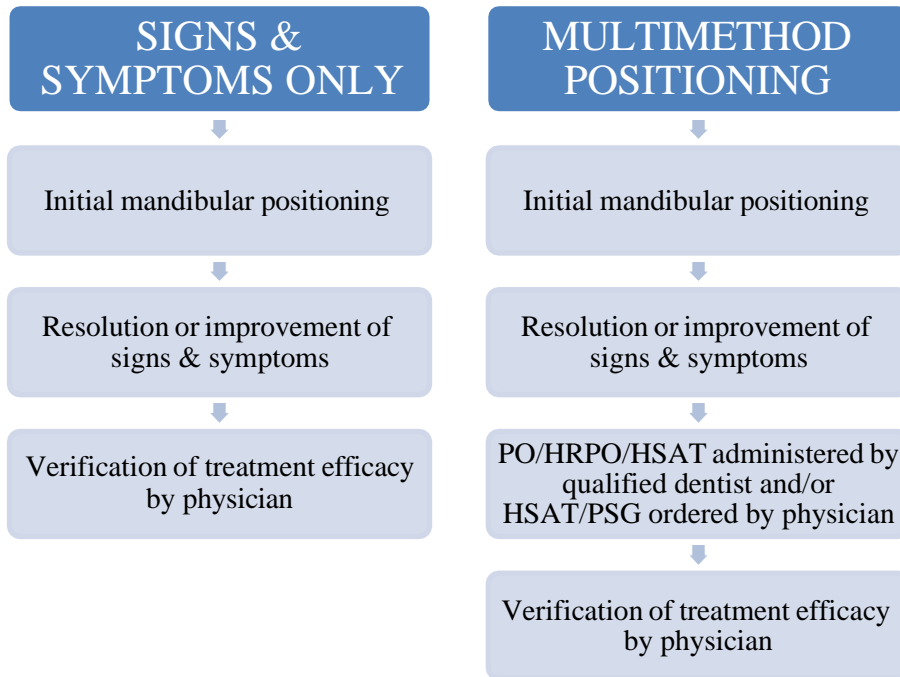 SIGNS &
SYMPTOMS ONLY
Initial mandibular positioning
Resolution or improvement of
signs & symptoms
Verification of treatment efficacy
by physician
MULTIMETHOD
POSITIONING
Initial mandibular positioning
Resolution or improvement of
signs & symptoms
PO/HRPO/HSAT administered by
qualified dentist and/or
HSAT/PSG ordered by physician
Verification of treatment efficacy
by physician